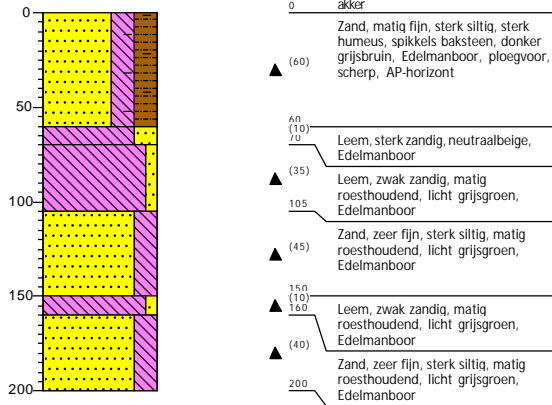 0
50
100
150
200
0
akker
Zand, matig fijn, sterk siltig, sterk
humeus, spikkels baksteen, donker
grijsbruin, Edelmanboor, ploegvoor,
scherp, AP-horizont
(60)
60
(10)
70
Leem, sterk zandig, neutraalbeige,
Edelmanboor
(35)
Leem, zwak zandig, matig
roesthoudend, licht grijsgroen,
Edelmanboor
105
Zand, zeer fijn, sterk siltig, matig
roesthoudend, licht grijsgroen,
Edelmanboor
(45)
150
(10)
160
Leem, zwak zandig, matig
roesthoudend, licht grijsgroen,
Edelmanboor
(40)
Zand, zeer fijn, sterk siltig, matig
roesthoudend, licht grijsgroen,
Edelmanboor
200